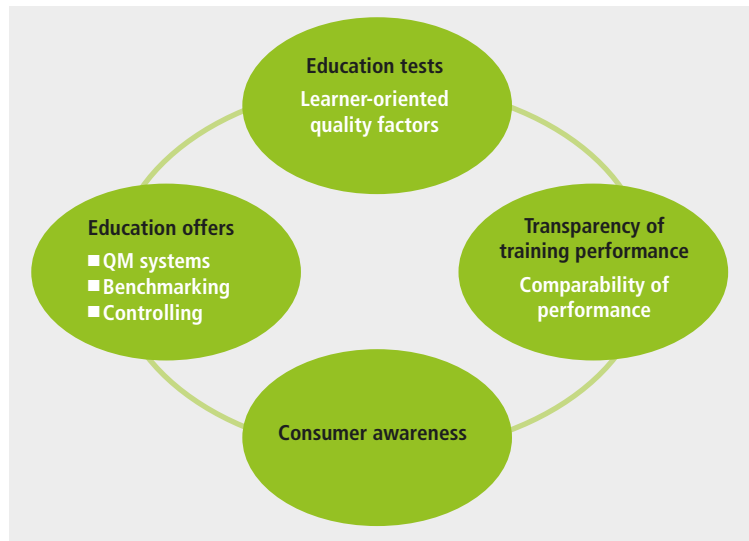 Education tests
Learner-oriented
quality factors
Education offers
■ QM systems
■ Benchmarking
■ Controlling
Transparency of
training performance
Comparability of
performance
Consumer awareness